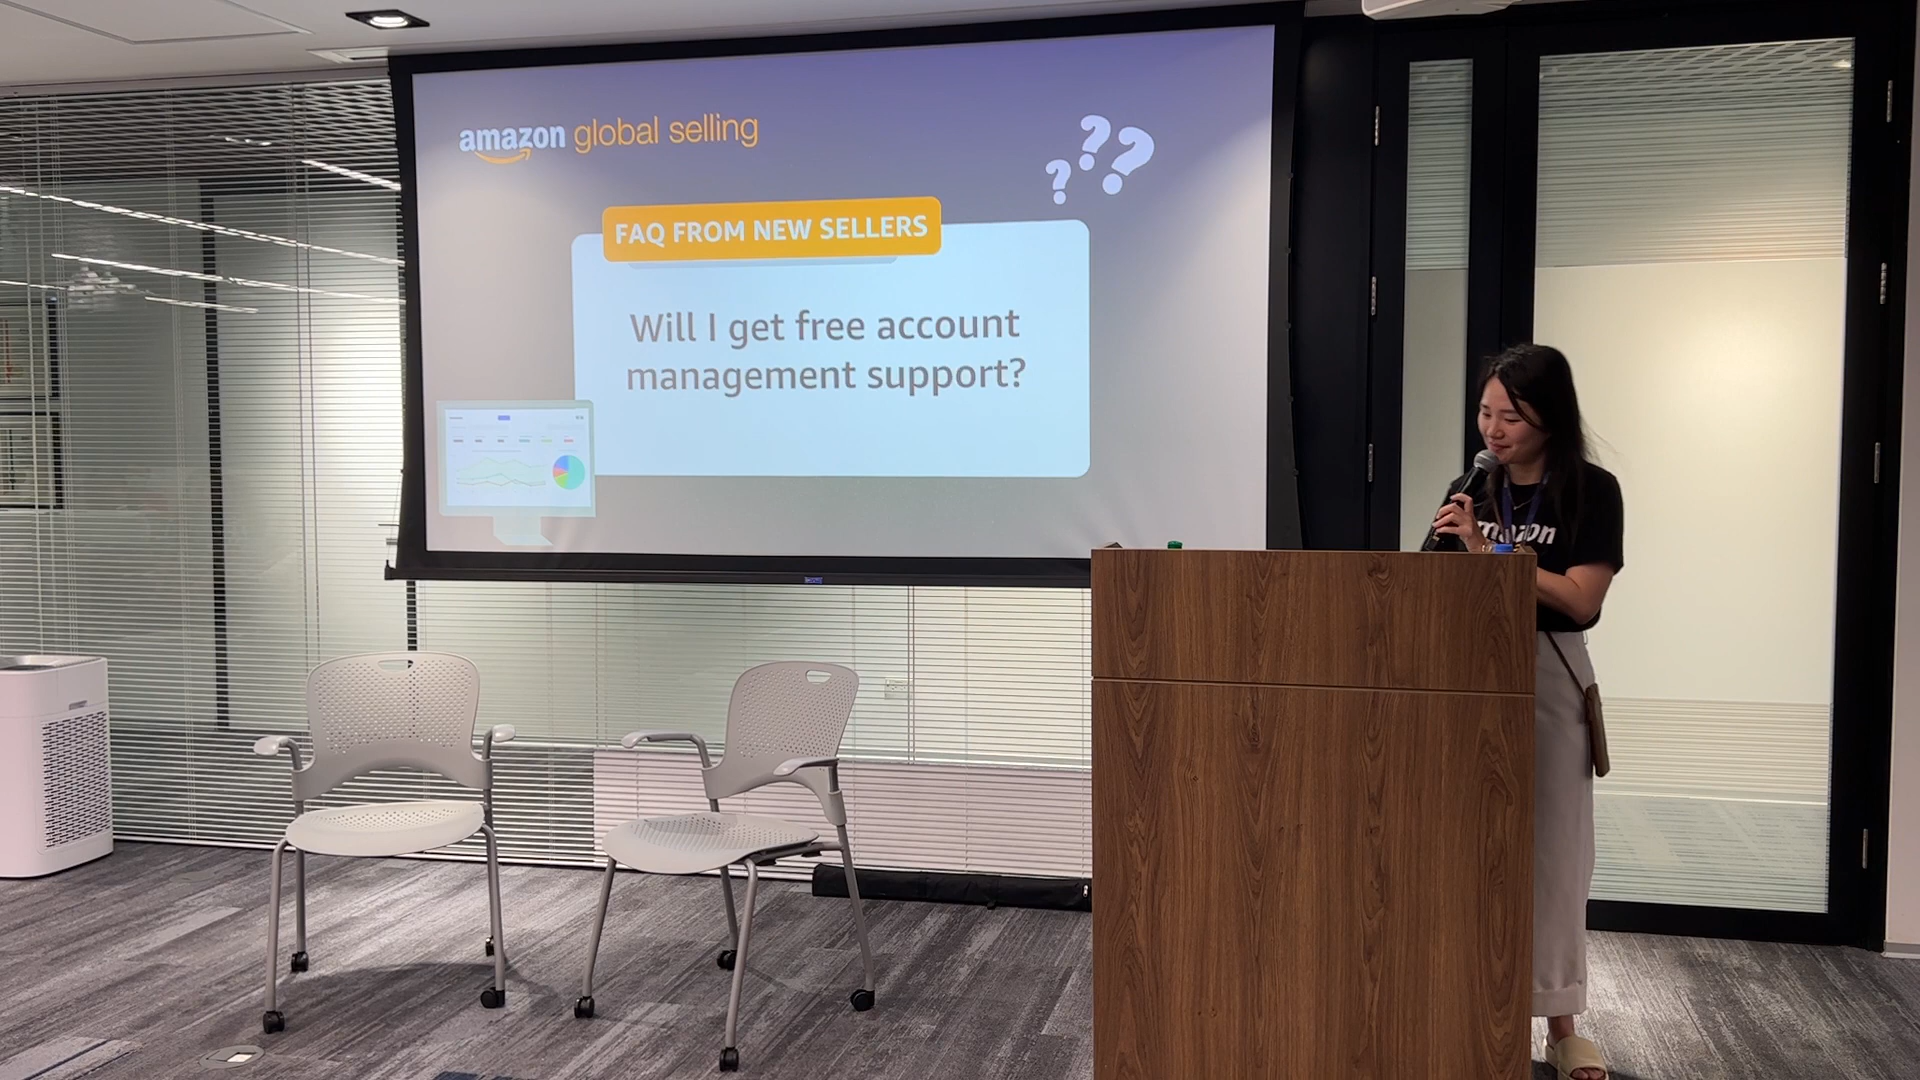 amazon global selling
???
FAQ FROM NEW SELLERS
Will I get free account
management support?
amazon